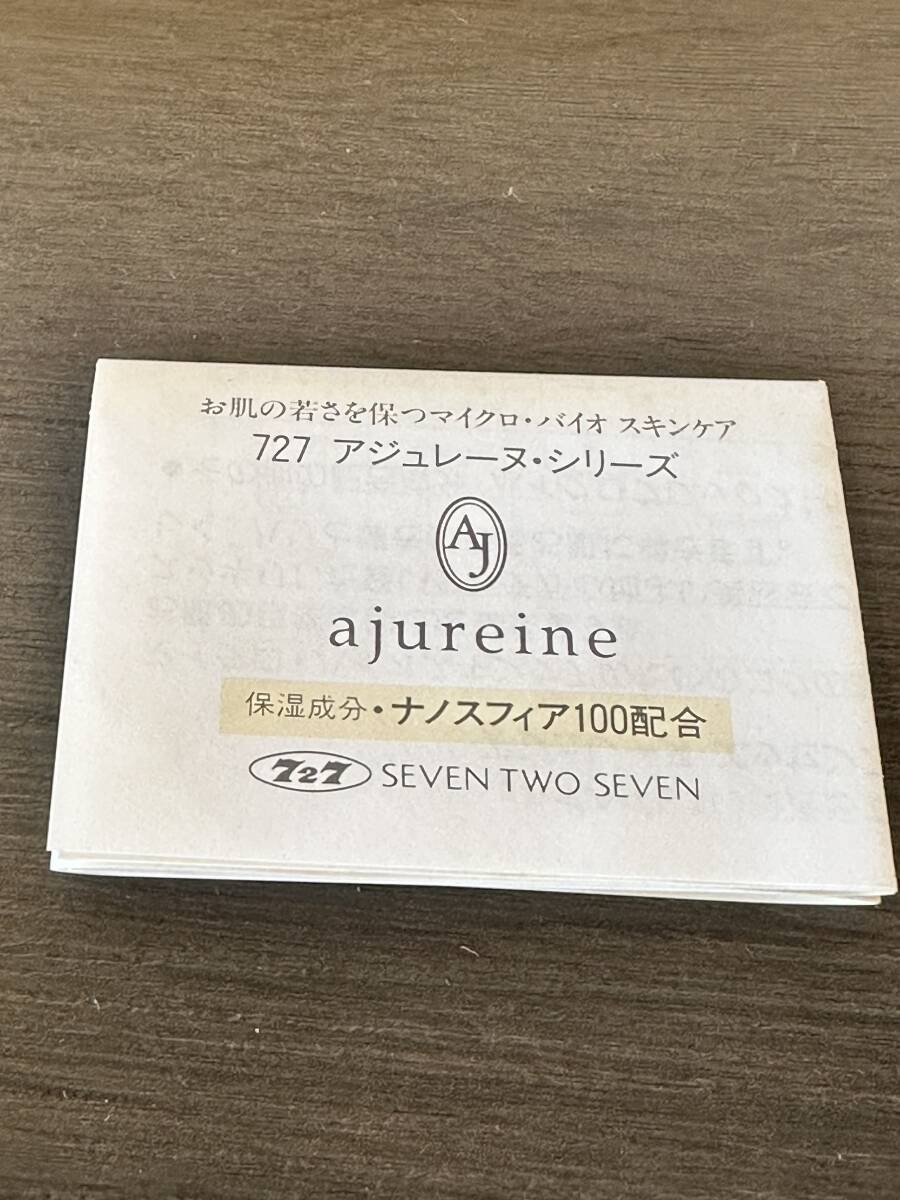 お肌の若さを保つマイクロ・バイオ スキンケア
727 アジュレーヌ・シリーズ
AJ
ajureine
保湿成分・ナノスフィア100配合
727 SEVEN TWO SEVEN